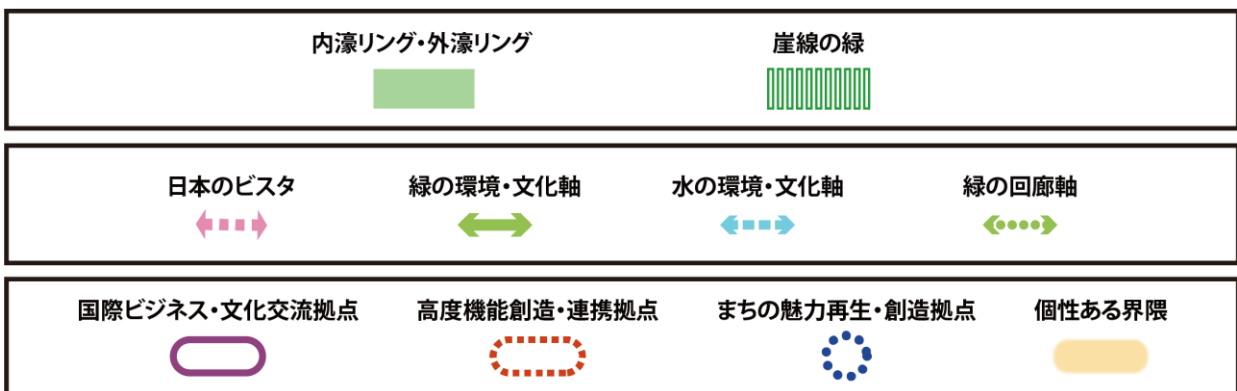 内濠リング・外濠リング
崖線の緑
日本のビスタ
緑の環境・文化軸
水の環境・文化軸
緑の回廊軸
国際ビジネス・文化交流拠点
高度機能創造・連携拠点
まちの魅力再生・創造拠点
個性ある界隈